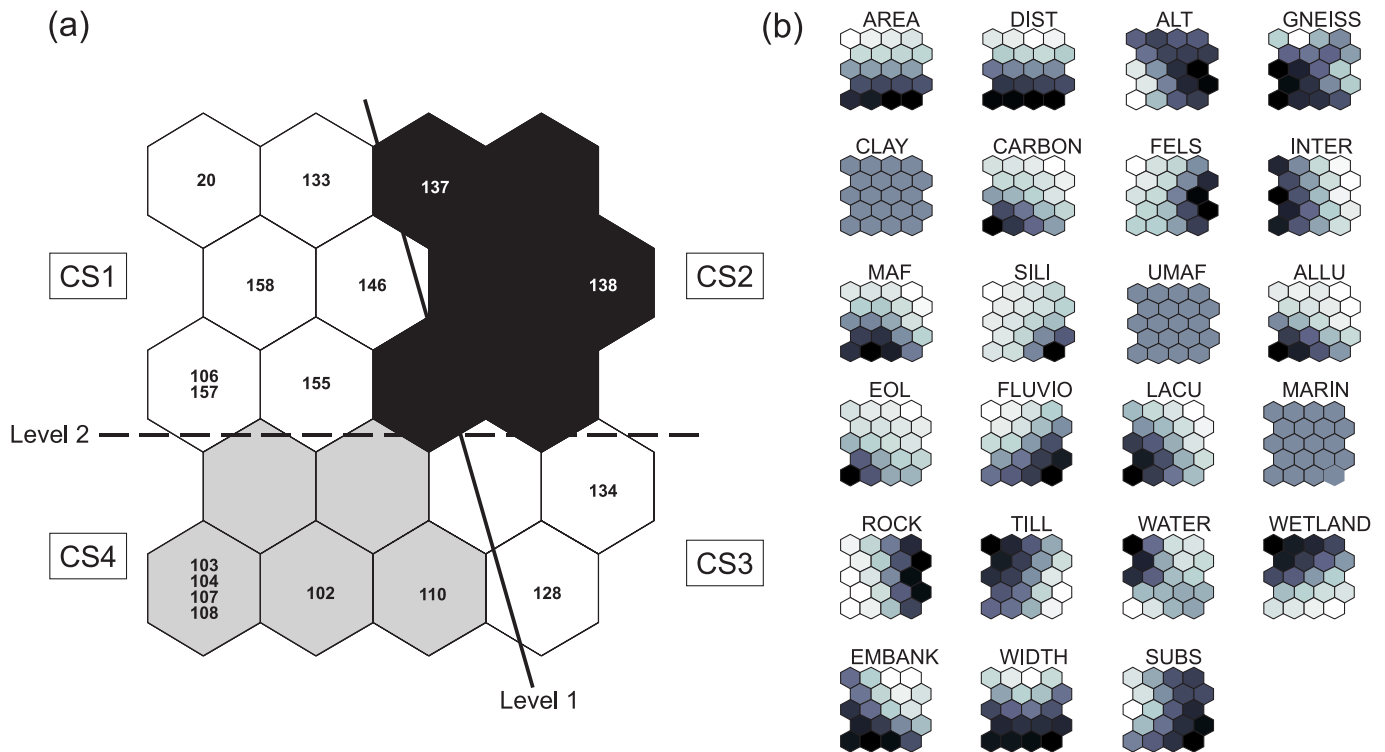 (a)
20
133
137
CS1
158
146
138
CS2
106
157
155
Level 2
134
CS4
103
104
107
108
102
110
128
CS3
Level 1
(b)
AREA DIST ALT GNEISS
CLAY CARBON FELS INTER
MAF SILI UMAF ALLU
EOL FLUVIO LACU MARIN
ROCK TILL WATER WETLAND
EMBANK WIDTH SUBS